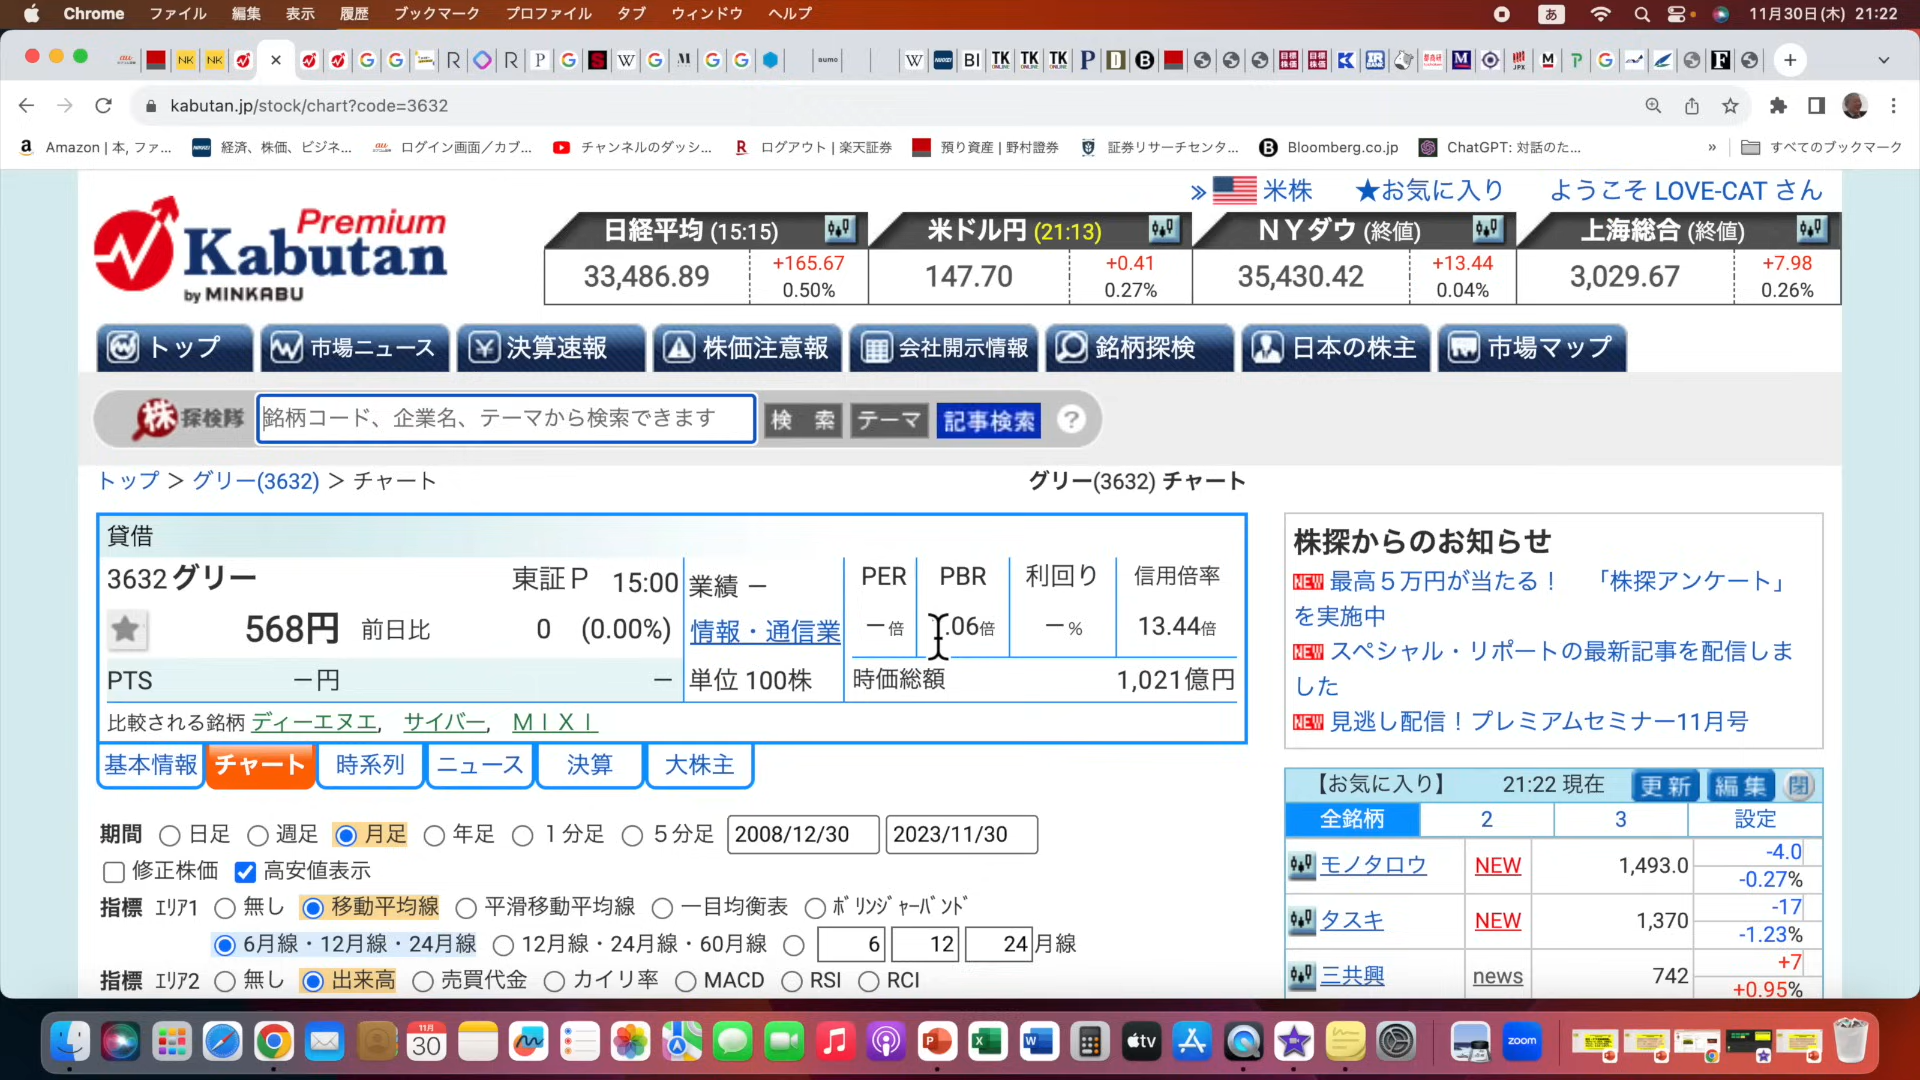 Chrome ファイル 編集 表示 履歴 ブックマーク プロファイル タブ ウィンドウ ヘルプ あ 11月30日(木) 21:22
kabutan.jp/stock/chart?code=3632
Amazon | 本, ファ... 経済、株価、ビジネ... ログイン画面／カブ... チャンネルのダッシ... ログアウト | 楽天証券 預り資産 | 野村證券 証券リサーチセンタ... Bloomberg.co.jp ChatGPT: 対話のた... » すべてのブックマーク
» 米株 ★お気に入り ようこそ LOVE-CAT さん
Premium
Kabutan
by MINKABU
日経平均 (15:15) 米ドル円 (21:13) ＮＹダウ (終値) 上海総合 (終値)
33,486.89 +165.67 0.50% 147.70 +0.41 0.27% 35,430.42 +13.44 0.04% 3,029.67 +7.98 0.26%
トップ 市場ニュース 決算速報 株価注意報 会社開示情報 銘柄探検 日本の株主 市場マップ
株 探検隊 銘柄コード、企業名、テーマから検索できます 検 索 テーマ 記事検索 ?
トップ ＞ グリー(3632) ＞ チャート グリー(3632) チャート
貸借
3632 グリー 東証Ｐ 15:00 業績 － PER PBR 利回り 信用倍率
568円 前日比 0 (0.00%) 情報・通信業 －倍 .06倍 －％ 13.44倍
PTS －円 － 単位 100株 時価総額 1,021億円
比較される銘柄 ディーエヌエ, サイバー, ＭＩＸＩ
基本情報 チャート 時系列 ニュース 決算 大株主
期間 日足 週足 月足 年足 １分足 ５分足 2008/12/30 2023/11/30
修正株価 高安値表示
指標 ｴﾘｱ1 無し 移動平均線 平滑移動平均線 一目均衡表 ﾎﾞﾘﾝｼﾞｬｰﾊﾞﾝﾄﾞ
6月線・12月線・24月線 12月線・24月線・60月線 6 12 24 月線
指標 ｴﾘｱ2 無し 出来高 売買代金 カイリ率 MACD RSI RCI
株探からのお知らせ
NEW 最高５万円が当たる！ 「株探アンケート」
を実施中
NEW スペシャル・リポートの最新記事を配信しま
した
NEW 見逃し配信！プレミアムセミナー11月号
【お気に入り】 21:22 現在 更新 編集 閉
全銘柄 2 3 設定
モノタロウ NEW 1,493.0 -4.0 -0.27%
タスキ NEW 1,370 -17 -1.23%
三共興 news 742 +7 +0.95%
11月 30 tv zoom